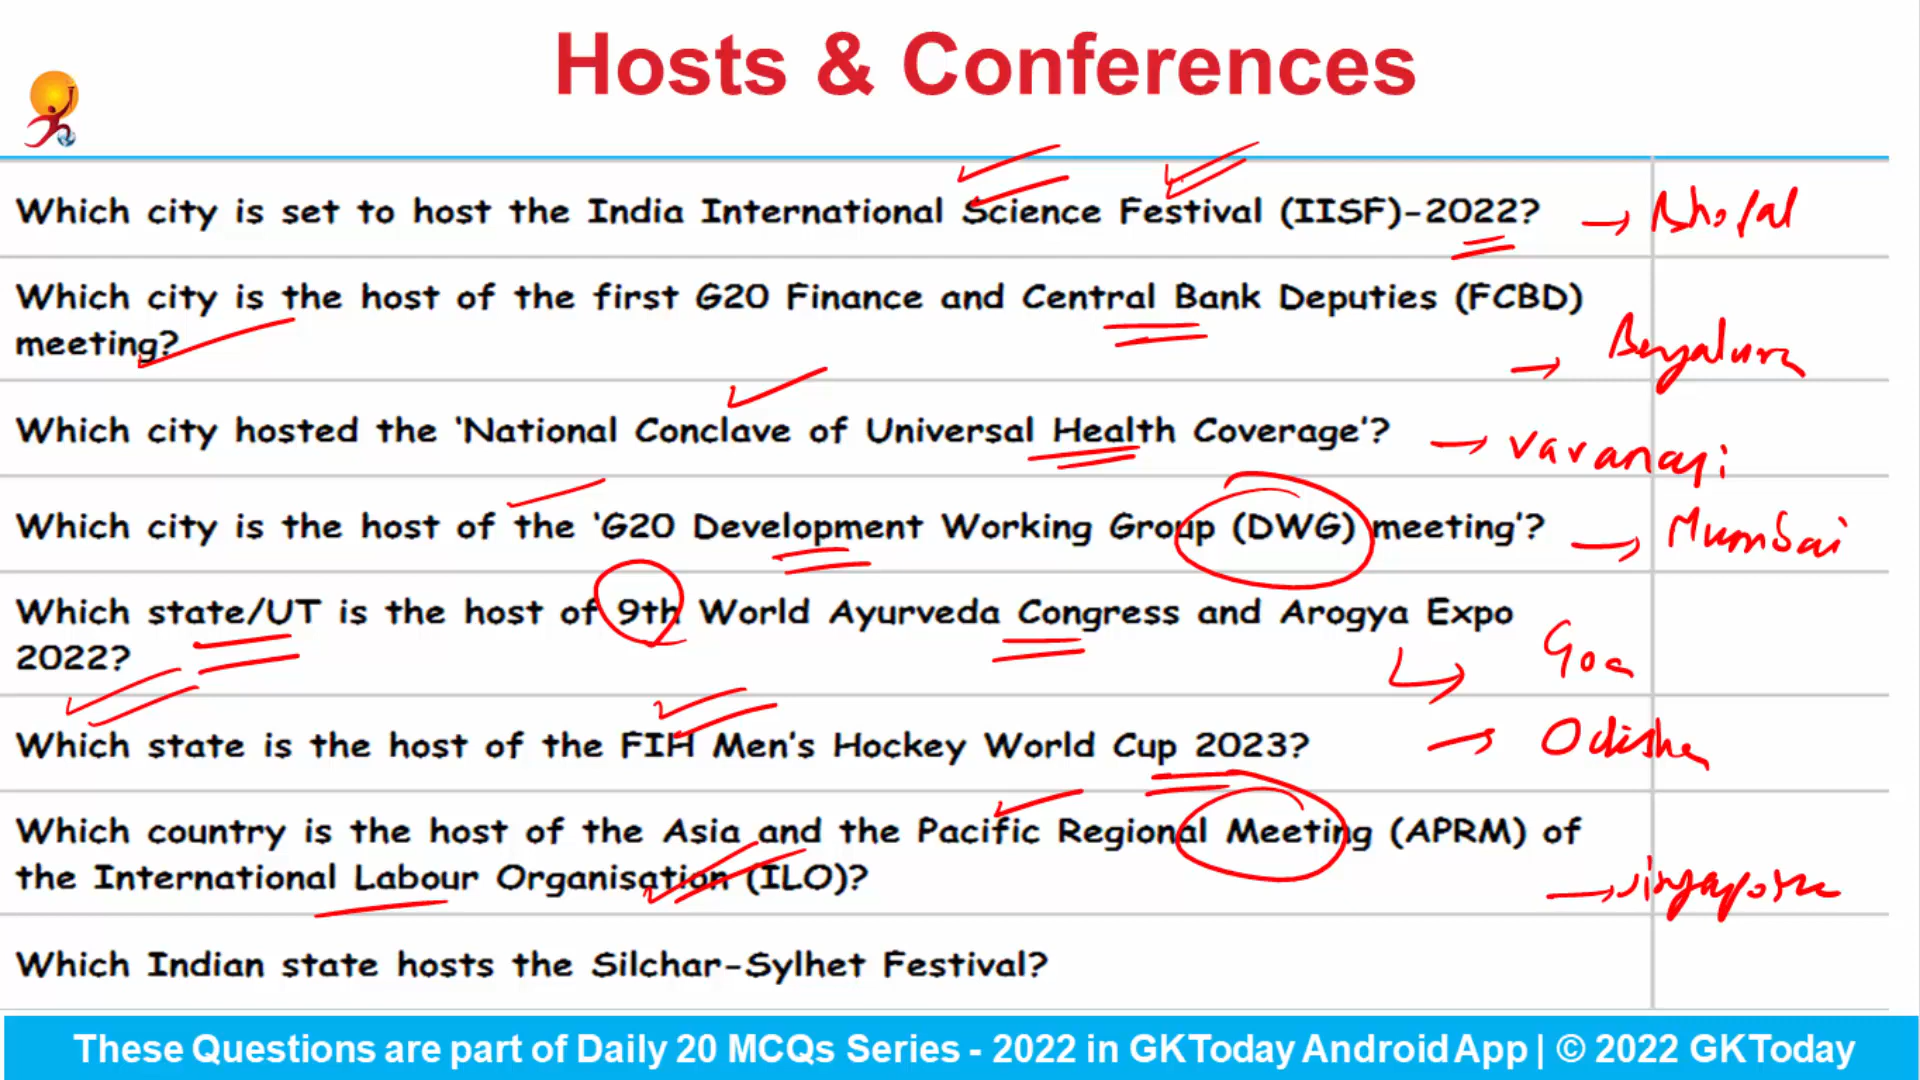 Hosts & Conferences
Which city is set to host the India International Science Festival (IISF)-2022? Bhopal
Which city is the host of the first G20 Finance and Central Bank Deputies (FCBD)
meeting? Bengaluru
Which city hosted the 'National Conclave of Universal Health Coverage'? Varanasi
Which city is the host of the 'G20 Development Working Group (DWG) meeting'? Mumbai
Which state/UT is the host of 9th World Ayurveda Congress and Arogya Expo
2022? Goa
Which state is the host of the FIH Men's Hockey World Cup 2023? Odisha
Which country is the host of the Asia and the Pacific Regional Meeting (APRM) of
the International Labour Organisation (ILO)? Singapore
Which Indian state hosts the Silchar-Sylhet Festival?
These Questions are part of Daily 20 MCQs Series - 2022 in GKToday Android App | © 2022 GKToday